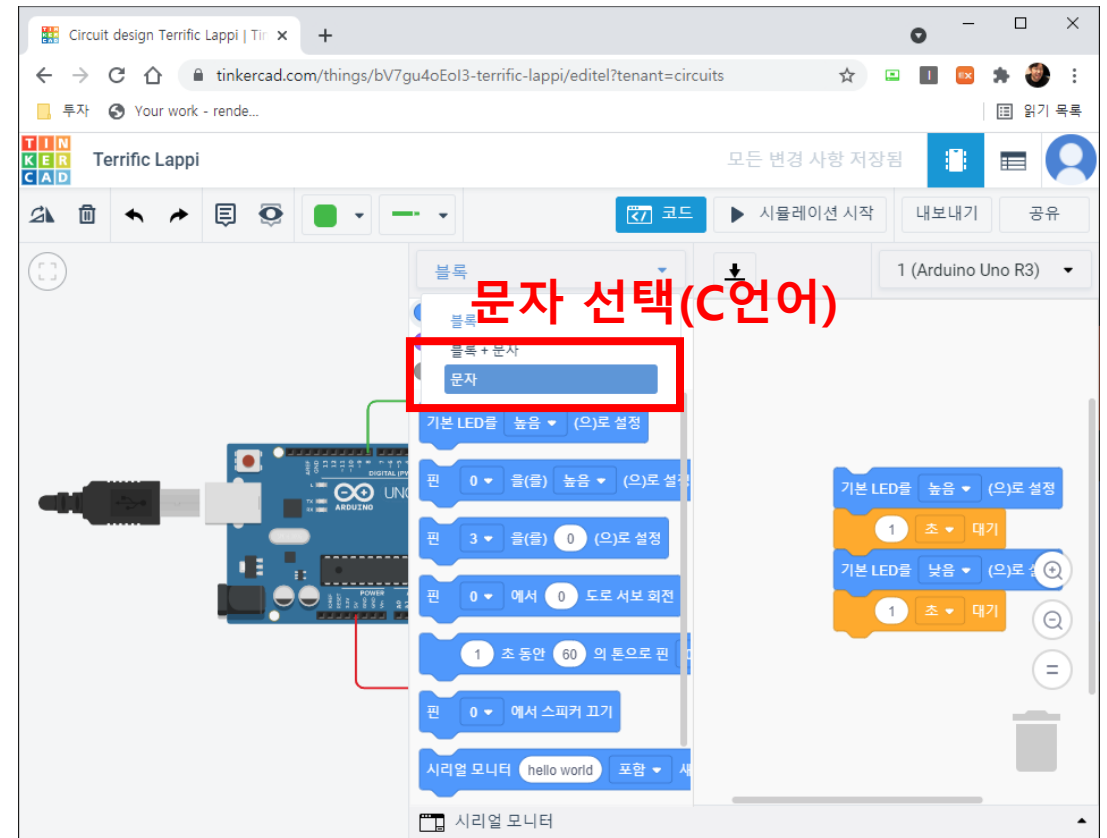 Circuit design Terrific Lappi | Tir
tinkercad.com/things/bV7gu4oEoI3-terrific-lappi/editel?tenant=circuits
투자 Your work - rende... 읽기 목록
TIN
KER
CAD
Terrific Lappi 모든 변경 사항 저장됨
코드 시뮬레이션 시작 내보내기 공유
블록 1 (Arduino Uno R3)
문자 선택(C언어)
블록
블록 + 문자
문자
기본 LED를 높음 (으)로 설정
핀 0 을(를) 높음 (으)로 설정
핀 3 을(를) 0 (으)로 설정
핀 0 에서 0 도로 서보 회전
1 초 동안 60 의 톤으로 핀
핀 0 에서 스피커 끄기
시리얼 모니터 hello world 포함 새
시리얼 모니터
기본 LED를 높음 (으)로 설정
1 초 대기
기본 LED를 낮음 (으)로
1 초 대기
DIGITAL
UNO
ARDUINO
POWER